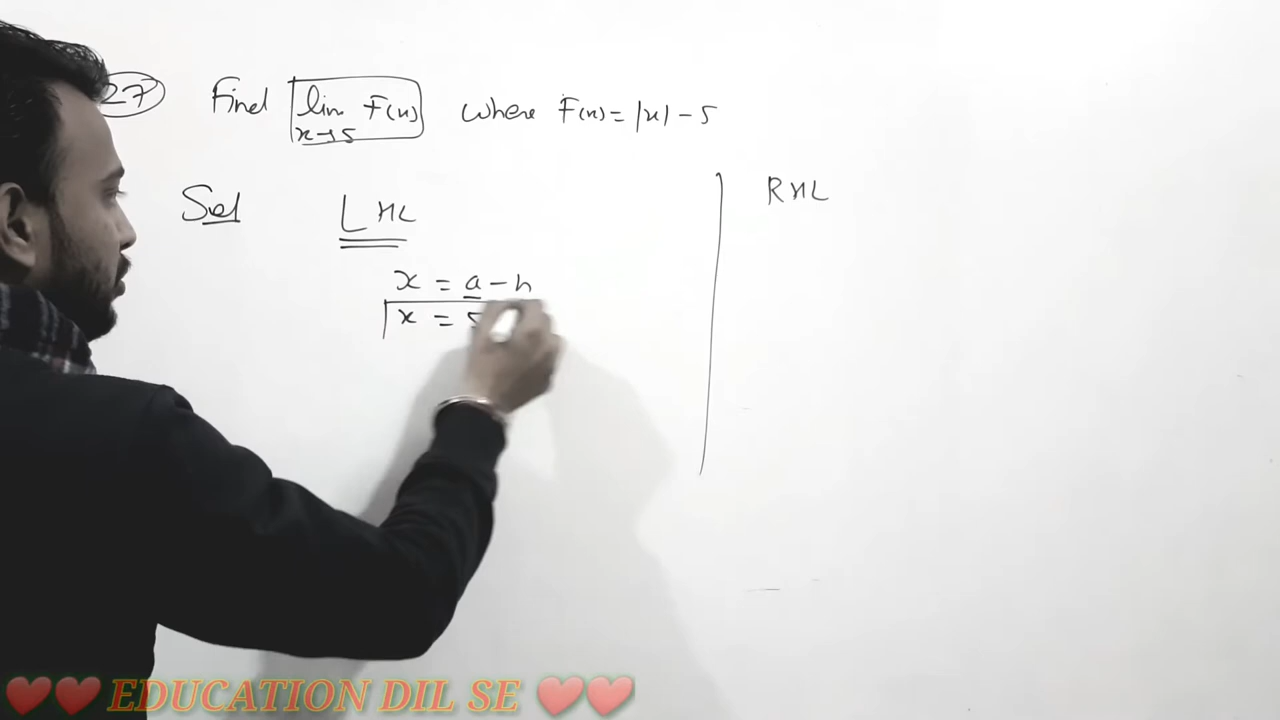 27 Find lim F(x) where F(x) = |x| - 5
x→5
Sol LHL
RHL
x = a - h
x = 5
❤❤ EDUCATION DIL SE ❤❤